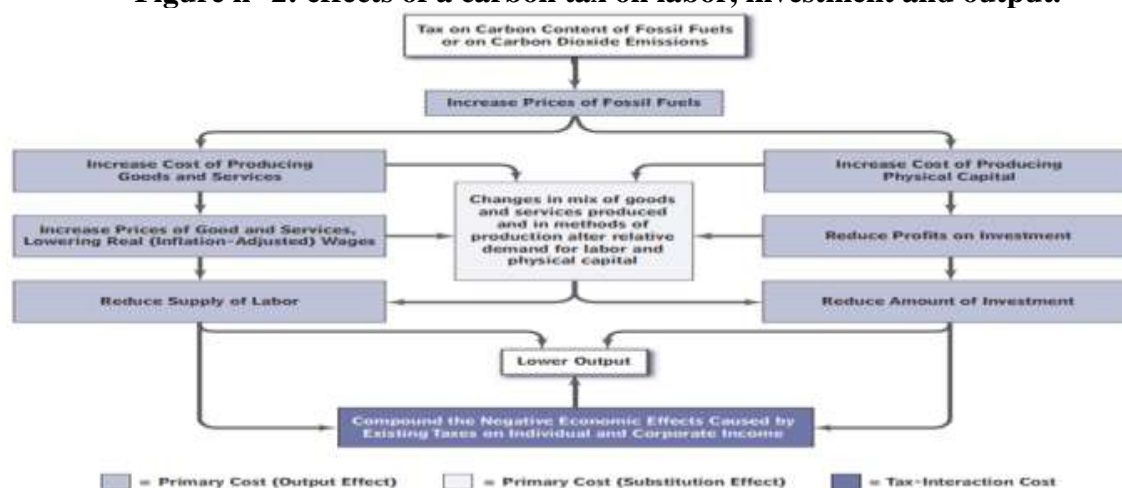 Figure n° 2: effects of a carbon tax on labor, investment and output.
Tax on Carbon Content of Fossil Fuels
or on Carbon Dioxide Emissions
Increase Prices of Fossil Fuels
Increase Cost of Producing
Goods and Services
Increase Cost of Producing
Physical Capital
Changes in mix of goods
and services produced
and in methods of
production alter relative
demand for labor and
physical capital
Increase Prices of Good and Services,
Lowering Real (Inflation-Adjusted) Wages
Reduce Profits on Investment
Reduce Supply of Labor
Reduce Amount of Investment
Lower Output
Compound the Negative Economic Effects Caused by
Existing Taxes on Individual and Corporate Income
= Primary Cost (Output Effect)
= Primary Cost (Substitution Effect)
= Tax-Interaction Cost